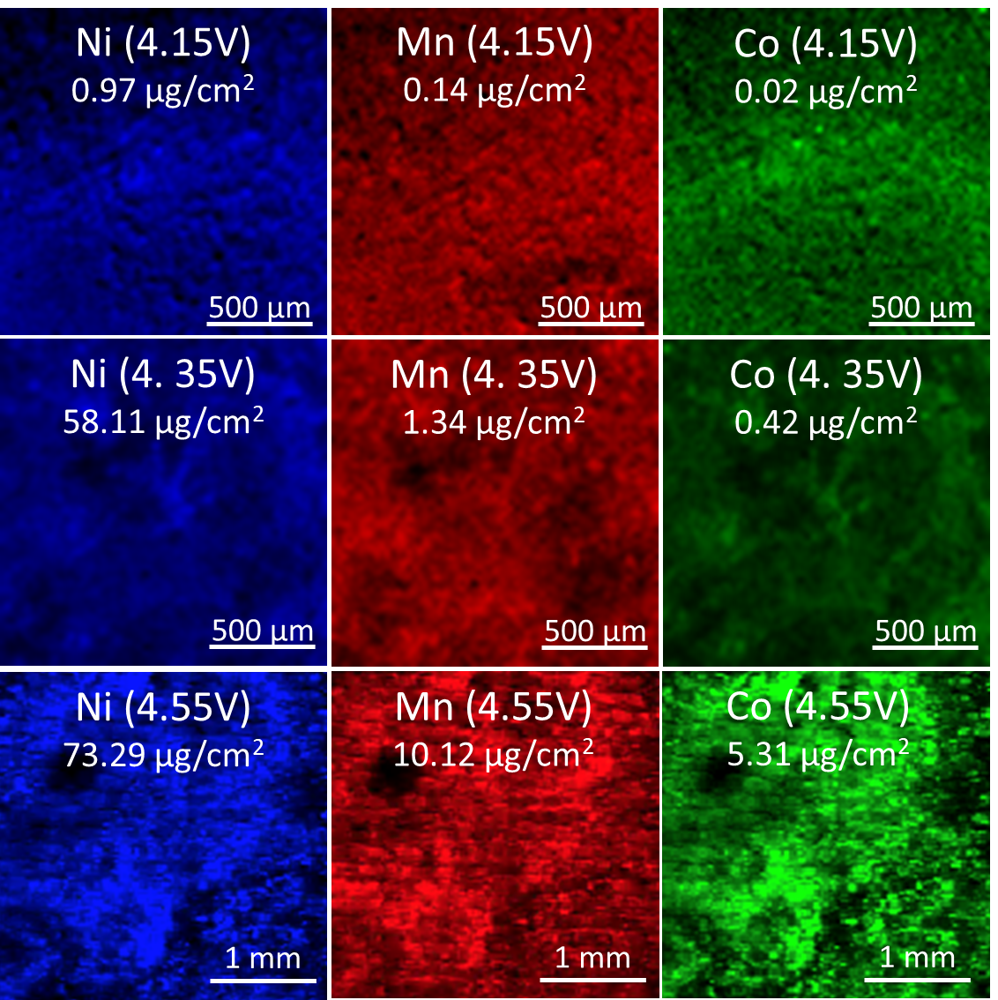 Ni (4.15V)
0.97 µg/cm²
500 µm
Mn (4.15V)
0.14 µg/cm²
500 µm
Co (4.15V)
0.02 µg/cm²
500 µm
Ni (4. 35V)
58.11 µg/cm²
500 µm
Mn (4. 35V)
1.34 µg/cm²
500 µm
Co (4. 35V)
0.42 µg/cm²
500 µm
Ni (4.55V)
73.29 µg/cm²
1 mm
Mn (4.55V)
10.12 µg/cm²
1 mm
Co (4.55V)
5.31 µg/cm²
1 mm